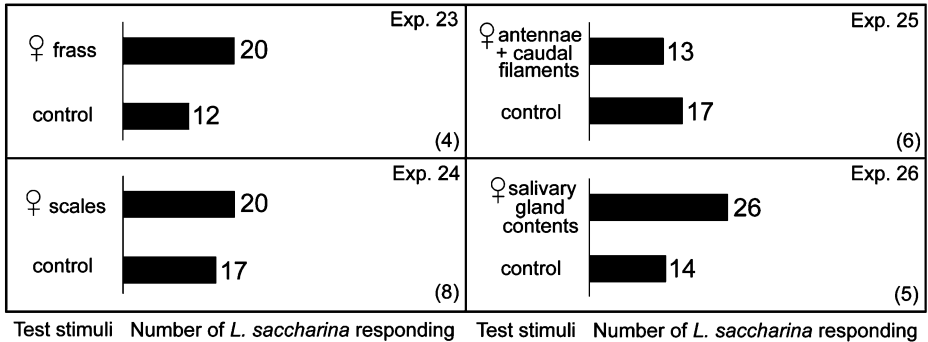 Exp. 23
♀ frass 20
control 12
(4)
Exp. 25
♀ antennae
+ caudal
filaments 13
control 17
(6)
Exp. 24
♀ scales 20
control 17
(8)
Exp. 26
♀ salivary
gland
contents 26
control 14
(5)
Test stimuli Number of L. saccharina responding
Test stimuli Number of L. saccharina responding